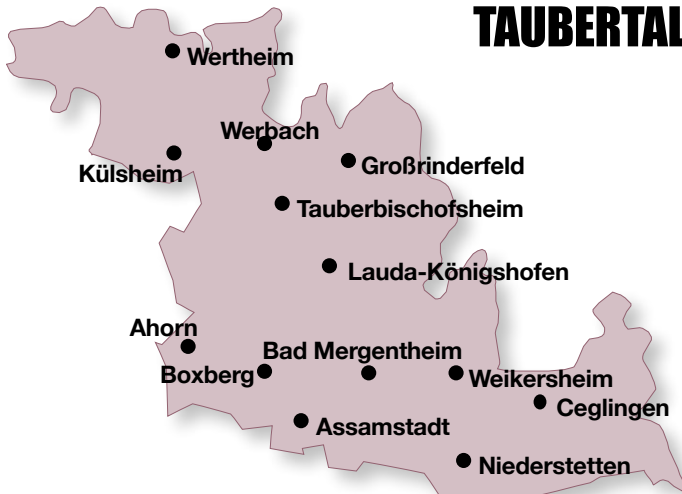 TAUBERTAL
Wertheim
Werbach
Großrinderfeld
Külsheim
Tauberbischofsheim
Lauda-Königshofen
Ahorn
Bad Mergentheim
Boxberg
Weikersheim
Ceglingen
Assamstadt
Niederstetten